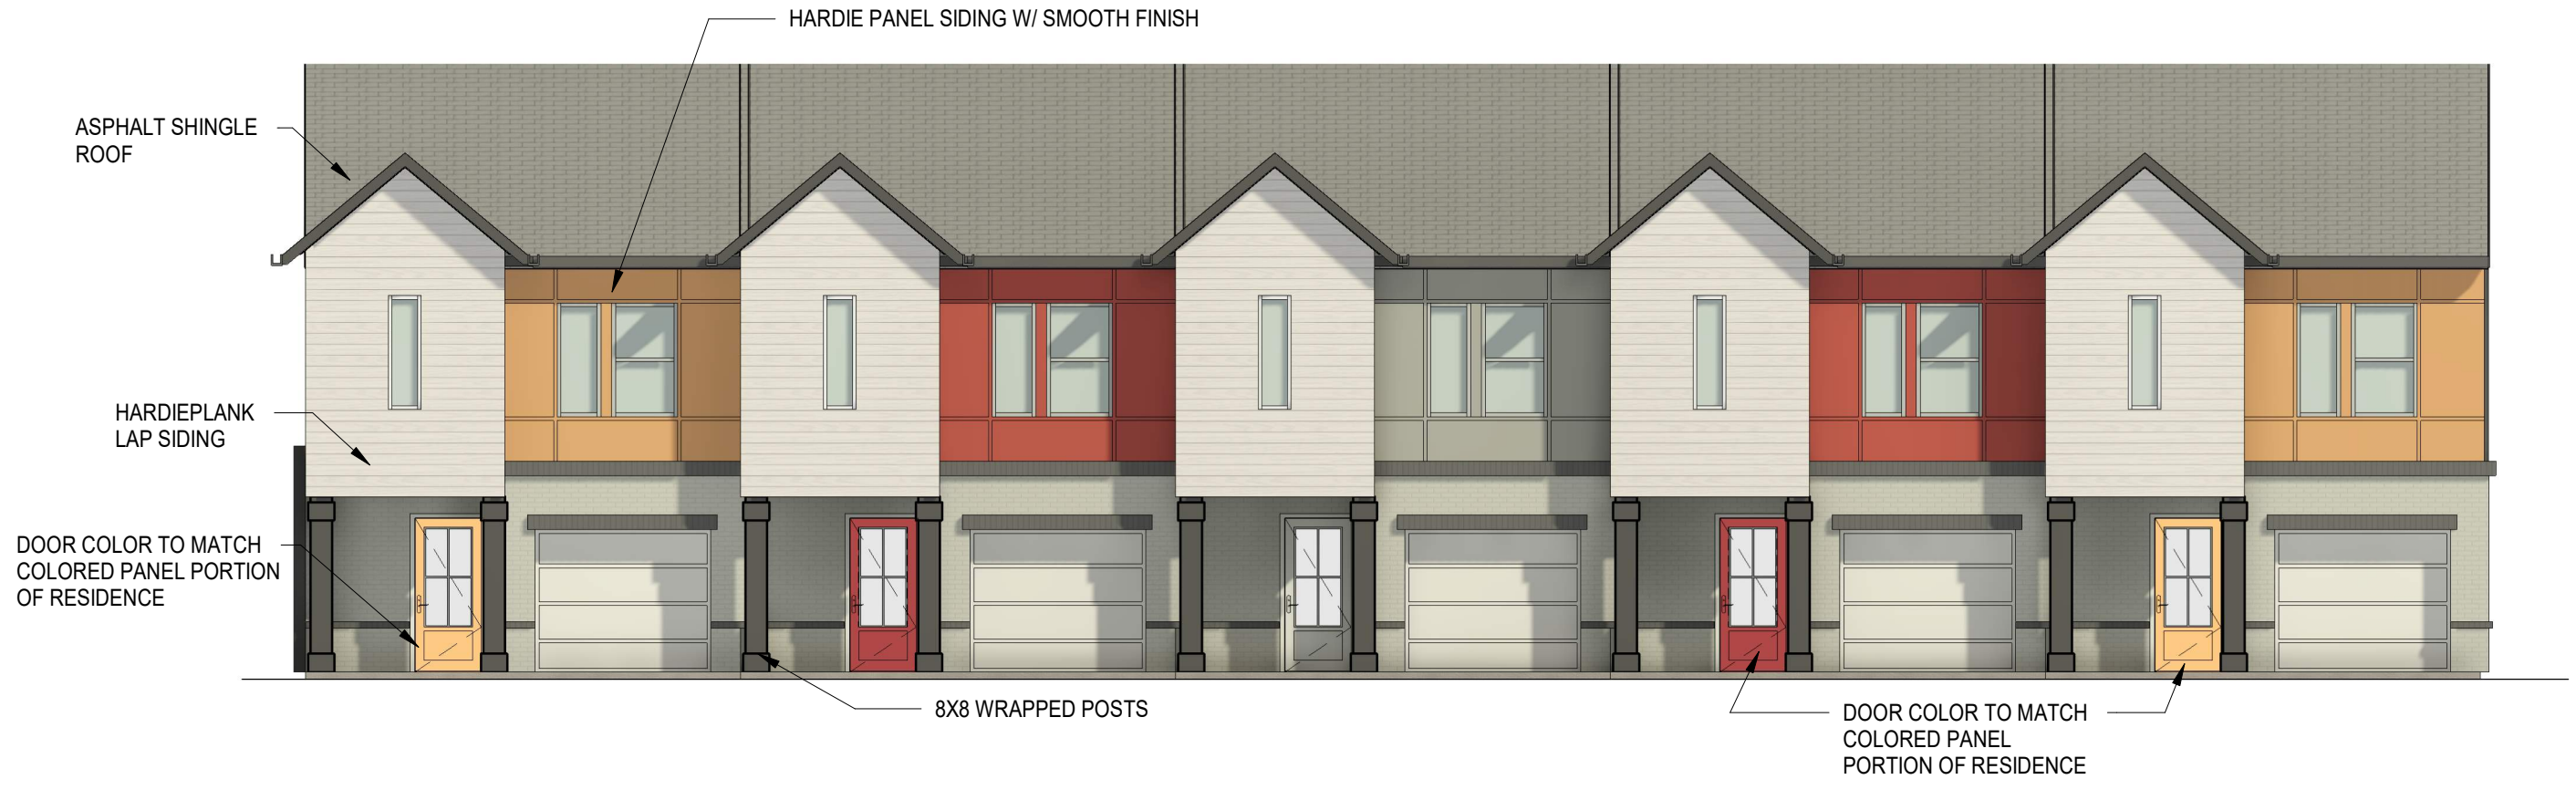 HARDIE PANEL SIDING W/ SMOOTH FINISH
ASPHALT SHINGLE
ROOF
HARDIEPLANK
LAP SIDING
DOOR COLOR TO MATCH
COLORED PANEL PORTION
OF RESIDENCE
8X8 WRAPPED POSTS
DOOR COLOR TO MATCH
COLORED PANEL
PORTION OF RESIDENCE